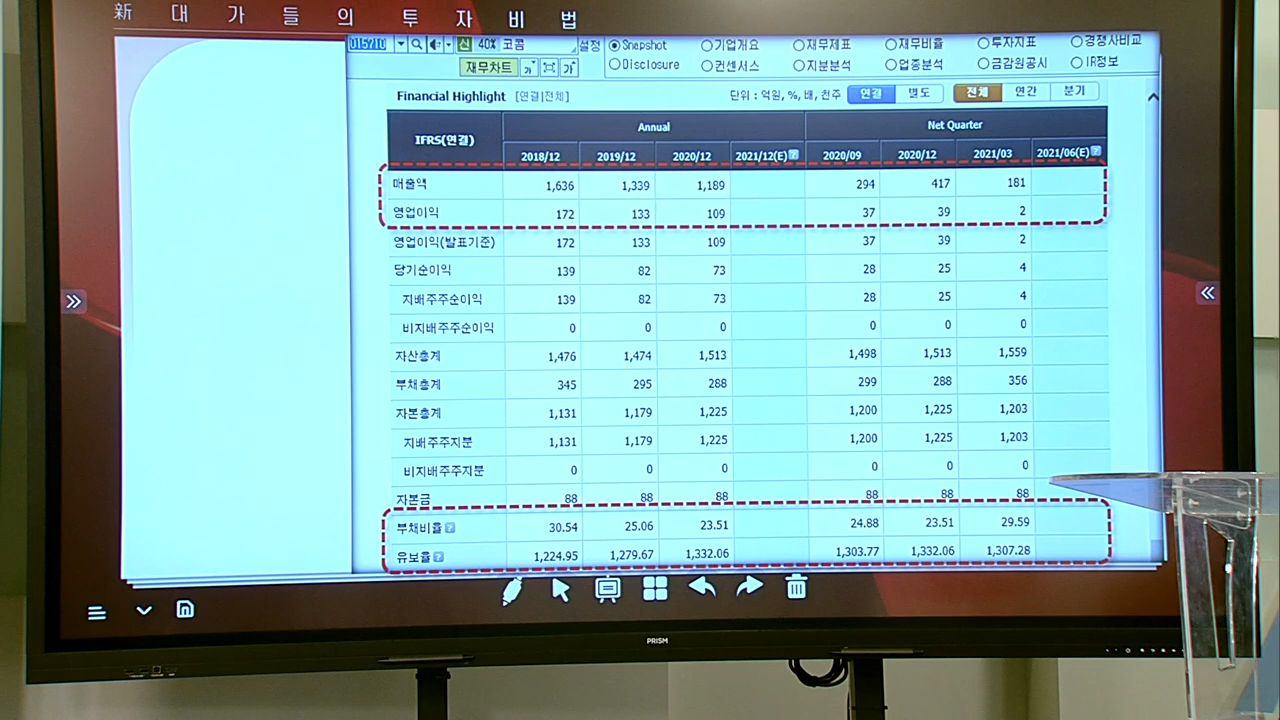 新 대 가 들 의 투 자 비 법
015710 신 40% 코콤 설정 Snapshot 기업개요 재무제표 재무비율 투자지표 경쟁사비교
재무차트 가 가 Disclosure 컨센서스 지분분석 업종분석 금감원공시 IR정보
Financial Highlight [연결|전체] 단위 : 억원, %, 배, 천주 연결 별도 전체 연간 분기
IFRS(연결) Annual Net Quarter
2018/12 2019/12 2020/12 2021/12(E) 2020/09 2020/12 2021/03 2021/06(E)
매출액 1,636 1,339 1,189 294 417 181
영업이익 172 133 109 37 39 2
영업이익(발표기준) 172 133 109 37 39 2
당기순이익 139 82 73 28 25 4
지배주주순이익 139 82 73 28 25 4
비지배주주순이익 0 0 0 0 0 0
자산총계 1,476 1,474 1,513 1,498 1,513 1,559
부채총계 345 295 288 299 288 356
자본총계 1,131 1,179 1,225 1,200 1,225 1,203
지배주주지분 1,131 1,179 1,225 1,200 1,225 1,203
비지배주주지분 0 0 0 0 0 0
자본금 88 88 88 88 88 88
부채비율 30.54 25.06 23.51 24.88 23.51 29.59
유보율 1,224.95 1,279.67 1,332.06 1,303.77 1,332.06 1,307.28
PRISM